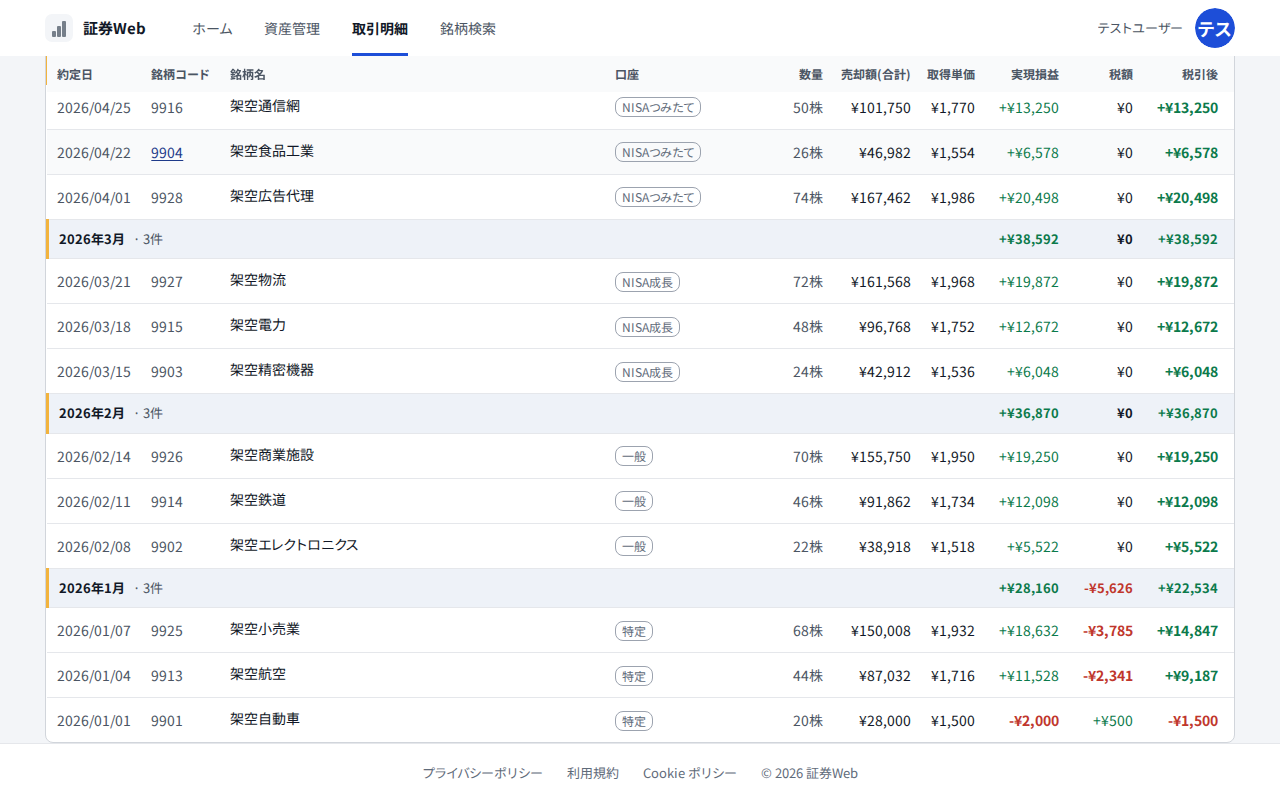 証券Web ホーム 資産管理 取引明細 銘柄検索 テストユーザー テス
約定日 銘柄コード 銘柄名 口座 数量 売却額(合計) 取得単価 実現損益 税額 税引後
2026/04/25 9916 架空通信網 NISAつみたて 50株 ¥101,750 ¥1,770 +¥13,250 ¥0 +¥13,250
2026/04/22 9904 架空食品工業 NISAつみたて 26株 ¥46,982 ¥1,554 +¥6,578 ¥0 +¥6,578
2026/04/01 9928 架空広告代理 NISAつみたて 74株 ¥167,462 ¥1,986 +¥20,498 ¥0 +¥20,498
2026年3月 · 3件 +¥38,592 ¥0 +¥38,592
2026/03/21 9927 架空物流 NISA成長 72株 ¥161,568 ¥1,968 +¥19,872 ¥0 +¥19,872
2026/03/18 9915 架空電力 NISA成長 48株 ¥96,768 ¥1,752 +¥12,672 ¥0 +¥12,672
2026/03/15 9903 架空精密機器 NISA成長 24株 ¥42,912 ¥1,536 +¥6,048 ¥0 +¥6,048
2026年2月 · 3件 +¥36,870 ¥0 +¥36,870
2026/02/14 9926 架空商業施設 一般 70株 ¥155,750 ¥1,950 +¥19,250 ¥0 +¥19,250
2026/02/11 9914 架空鉄道 一般 46株 ¥91,862 ¥1,734 +¥12,098 ¥0 +¥12,098
2026/02/08 9902 架空エレクトロニクス 一般 22株 ¥38,918 ¥1,518 +¥5,522 ¥0 +¥5,522
2026年1月 · 3件 +¥28,160 -¥5,626 +¥22,534
2026/01/07 9925 架空小売業 特定 68株 ¥150,008 ¥1,932 +¥18,632 -¥3,785 +¥14,847
2026/01/04 9913 架空航空 特定 44株 ¥87,032 ¥1,716 +¥11,528 -¥2,341 +¥9,187
2026/01/01 9901 架空自動車 特定 20株 ¥28,000 ¥1,500 -¥2,000 +¥500 -¥1,500
プライバシーポリシー 利用規約 Cookie ポリシー © 2026 証券Web